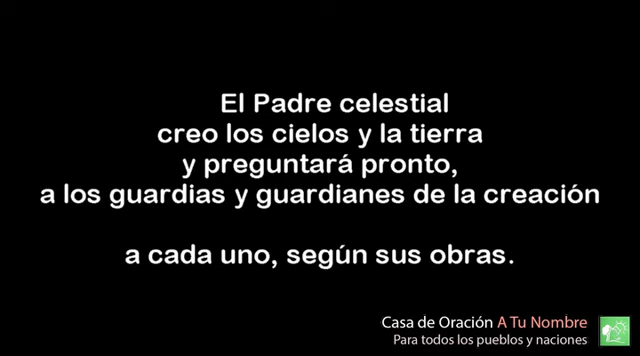 El Padre celestial
creo los cielos y la tierra
y preguntará pronto,
a los guardias y guardianes de la creación
a cada uno, según sus obras.
Casa de Oración A Tu Nombre
Para todos los pueblos y naciones